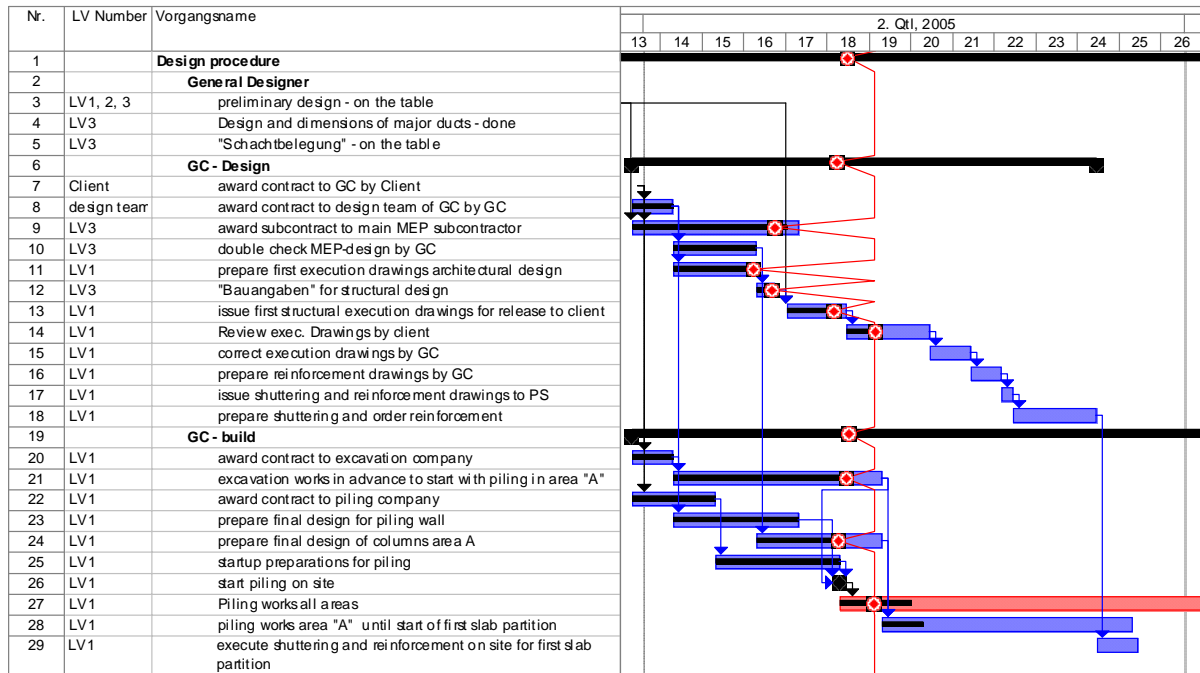 Nr. LV Number Vorgangsname
2. Qtl, 2005
13 14 15 16 17 18 19 20 21 22 23 24 25 26
1 Design procedure
2 General Designer
3 LV1, 2, 3 preliminary design - on the table
4 LV3 Design and dimensions of major ducts - done
5 LV3 "Schachtbelegung" - on the table
6 GC - Design
7 Client award contract to GC by Client
8 design team award contract to design team of GC by GC
9 LV3 award subcontract to main MEP subcontractor
10 LV3 double check MEP-design by GC
11 LV1 prepare first execution drawings architectural design
12 LV3 "Bauangaben" for structural design
13 LV1 issue first structural execution drawings for release to client
14 LV1 Review exec. Drawings by client
15 LV1 correct execution drawings by GC
16 LV1 prepare reinforcement drawings by GC
17 LV1 issue shuttering and reinforcement drawings to PS
18 LV1 prepare shuttering and order reinforcement
19 GC - build
20 LV1 award contract to excavation company
21 LV1 excavation works in advance to start with piling in area "A"
22 LV1 award contract to piling company
23 LV1 prepare final design for piling wall
24 LV1 prepare final design of columns area A
25 LV1 startup preparations for piling
26 LV1 start piling on site
27 LV1 Piling works all areas
28 LV1 piling works area "A" until start of first slab partition
29 LV1 execute shuttering and reinforcement on site for first slab
partition